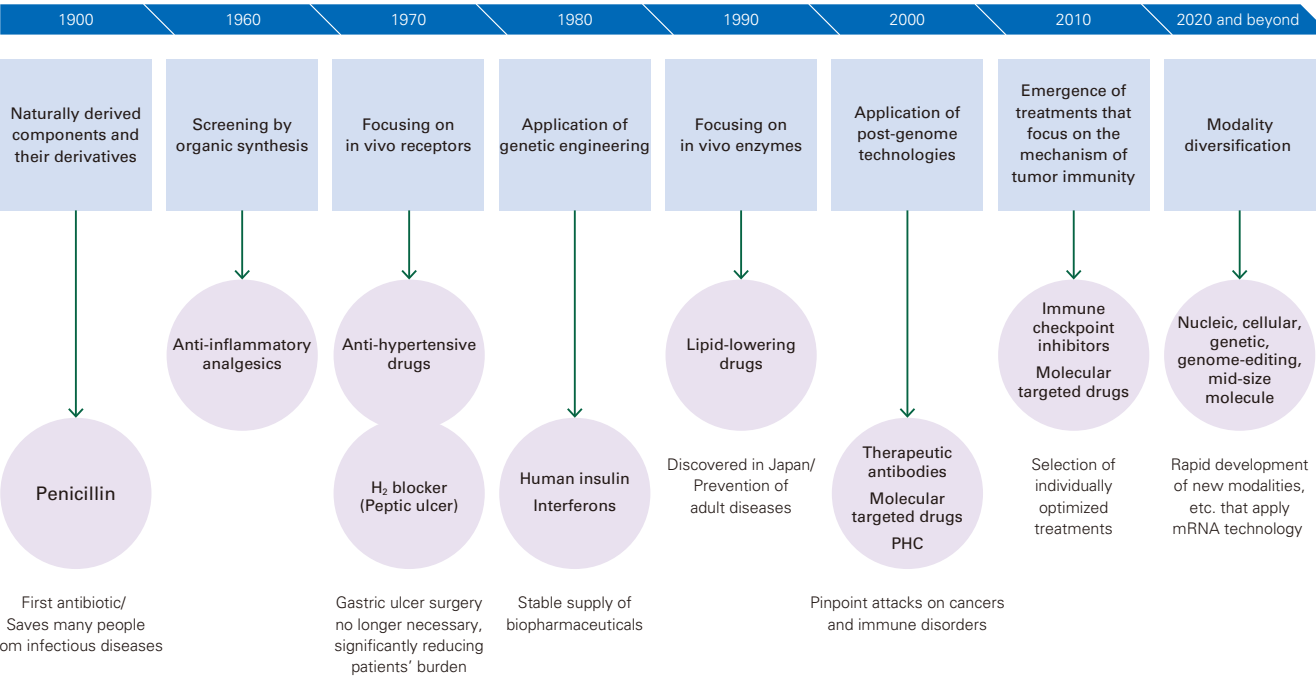 1900
1960
1970
1980
1990
2000
2010
2020 and beyond
Naturally derived
components and
their derivatives
Screening by
organic synthesis
Focusing on
in vivo receptors
Application of
genetic engineering
Focusing on
in vivo enzymes
Application of
post-genome
technologies
Emergence of
treatments that
focus on the
mechanism of
tumor immunity
Modality
diversification
Penicillin
First antibiotic/
Saves many people
om infectious diseases
Anti-inflammatory
analgesics
Anti-hypertensive
drugs
H₂ blocker
(Peptic ulcer)
Gastric ulcer surgery
no longer necessary,
significantly reducing
patients’ burden
Human insulin
Interferons
Stable supply of
biopharmaceuticals
Lipid-lowering
drugs
Discovered in Japan/
Prevention of
adult diseases
Therapeutic
antibodies
Molecular
targeted drugs
PHC
Pinpoint attacks on cancers
and immune disorders
Immune
checkpoint
inhibitors
Molecular
targeted drugs
Selection of
individually
optimized
treatments
Nucleic, cellular,
genetic,
genome-editing,
mid-size
molecule
Rapid development
of new modalities,
etc. that apply
mRNA technology